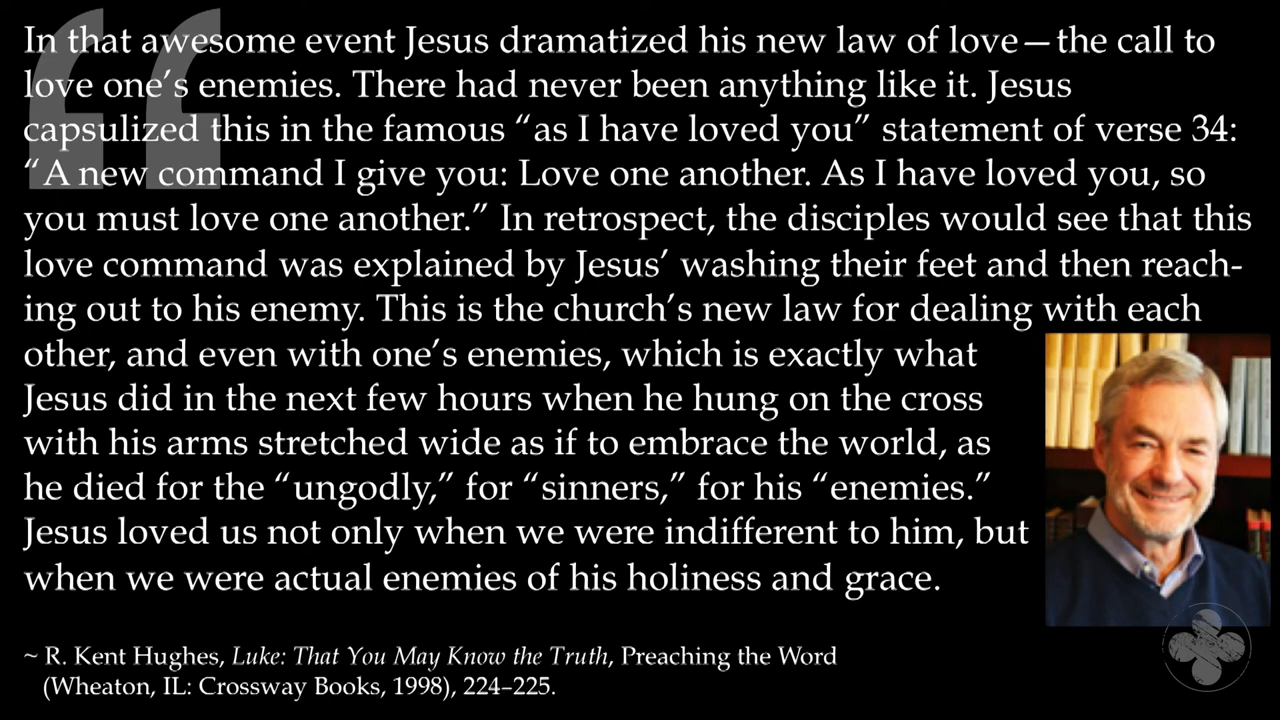 In that awesome event Jesus dramatized his new law of love—the call to
love one’s enemies. There had never been anything like it. Jesus
capsulized this in the famous “as I have loved you” statement of verse 34:
“A new command I give you: Love one another. As I have loved you, so
you must love one another.” In retrospect, the disciples would see that this
love command was explained by Jesus’ washing their feet and then reach-
ing out to his enemy. This is the church’s new law for dealing with each
other, and even with one’s enemies, which is exactly what
Jesus did in the next few hours when he hung on the cross
with his arms stretched wide as if to embrace the world, as
he died for the “ungodly,” for “sinners,” for his “enemies.”
Jesus loved us not only when we were indifferent to him, but
when we were actual enemies of his holiness and grace.
~ R. Kent Hughes, Luke: That You May Know the Truth, Preaching the Word
(Wheaton, IL: Crossway Books, 1998), 224–225.